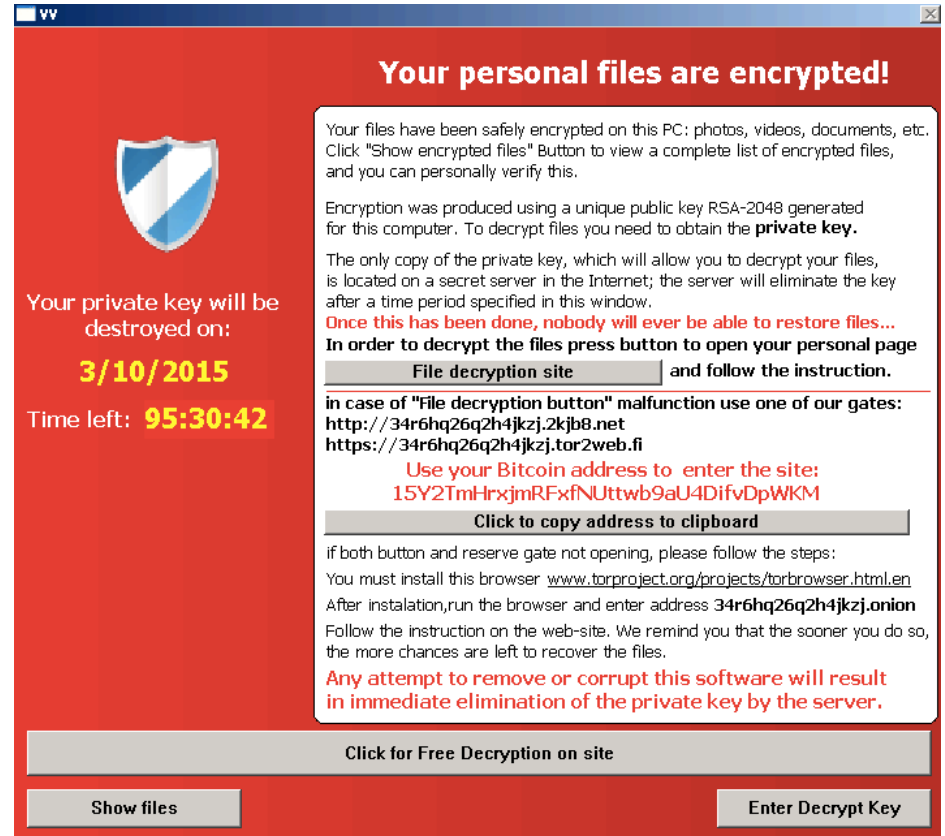 vv
Your personal files are encrypted!
Your files have been safely encrypted on this PC: photos, videos, documents, etc.
Click "Show encrypted files" Button to view a complete list of encrypted files,
and you can personally verify this.
Encryption was produced using a unique public key RSA-2048 generated
for this computer. To decrypt files you need to obtain the private key.
The only copy of the private key, which will allow you to decrypt your files,
is located on a secret server in the Internet; the server will eliminate the key
after a time period specified in this window.
Once this has been done, nobody will ever be able to restore files...
In order to decrypt the files press button to open your personal page
File decryption site and follow the instruction.
in case of "File decryption button" malfunction use one of our gates:
http://34r6hq26q2h4jkzj.2kjb8.net
https://34r6hq26q2h4jkzj.tor2web.fi
Use your Bitcoin address to enter the site:
15Y2TmHrxjmRFxfNUttwb9aU4DifvDpWKM
Click to copy address to clipboard
if both button and reserve gate not opening, please follow the steps:
You must install this browser www.torproject.org/projects/torbrowser.html.en
After instalation,run the browser and enter address 34r6hq26q2h4jkzj.onion
Follow the instruction on the web-site. We remind you that the sooner you do so,
the more chances are left to recover the files.
Any attempt to remove or corrupt this software will result
in immediate elimination of the private key by the server.
Your private key will be
destroyed on:
3/10/2015
Time left: 95:30:42
Click for Free Decryption on site
Show files
Enter Decrypt Key